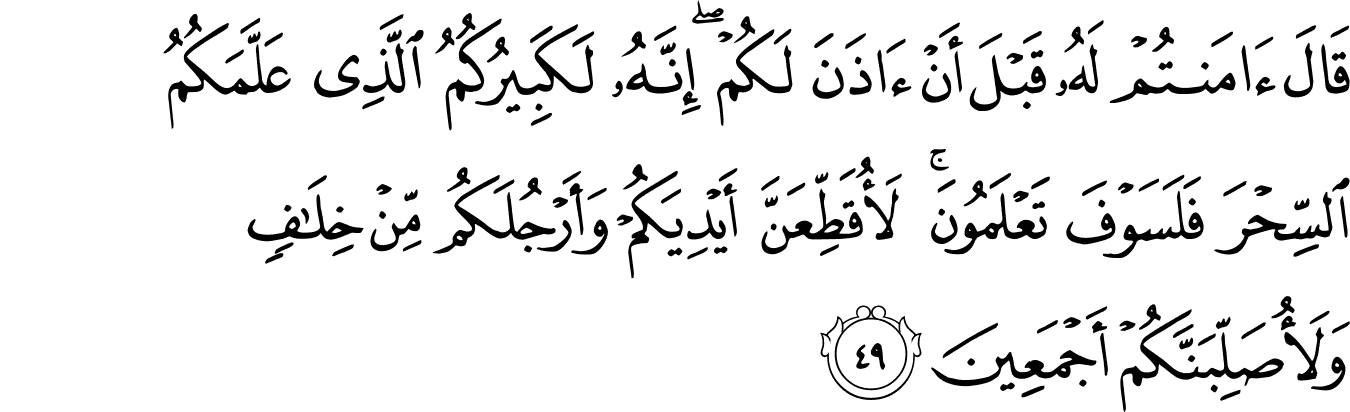 قَالَ ءَامَنتُمْ لَهُۥ قَبْلَ أَنْ ءَاذَنَ لَكُمْ ۖ إِنَّهُۥ لَكَبِيرُكُمُ ٱلَّذِى عَلَّمَكُمُ
ٱلسِّحْرَ فَلَسَوْفَ تَعْلَمُونَ ۚ لَأُقَطِّعَنَّ أَيْدِيَكُمْ وَأَرْجُلَكُم مِّنْ خِلَـٰفٍ
وَلَأُصَلِّبَنَّكُمْ أَجْمَعِينَ ٤٩